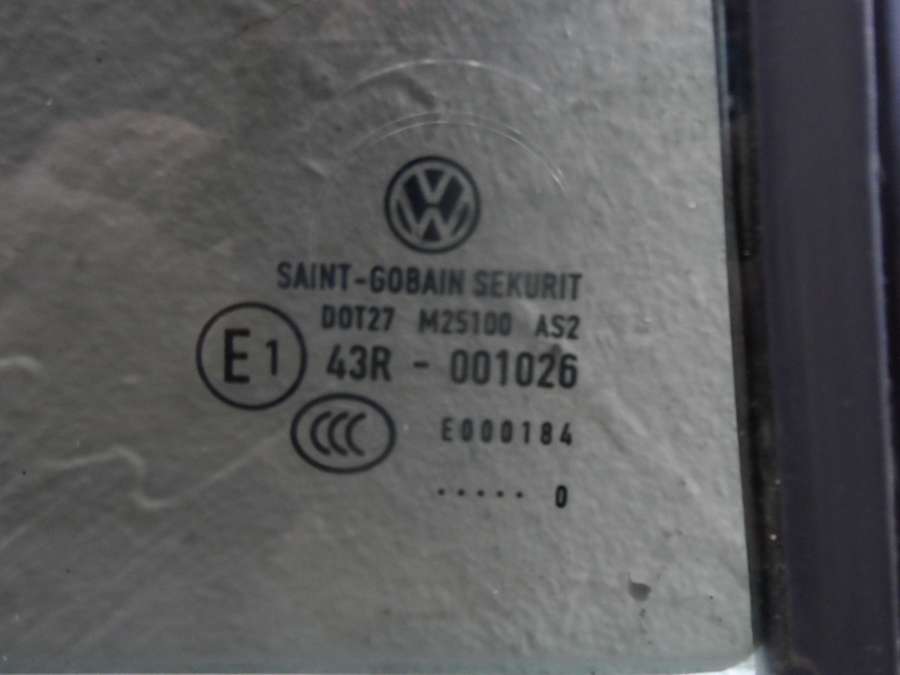 SAINT-GOBAIN SEKURIT
DOT27 M25100 AS2
E1 43R - 001026
CCC E000184
..... 0